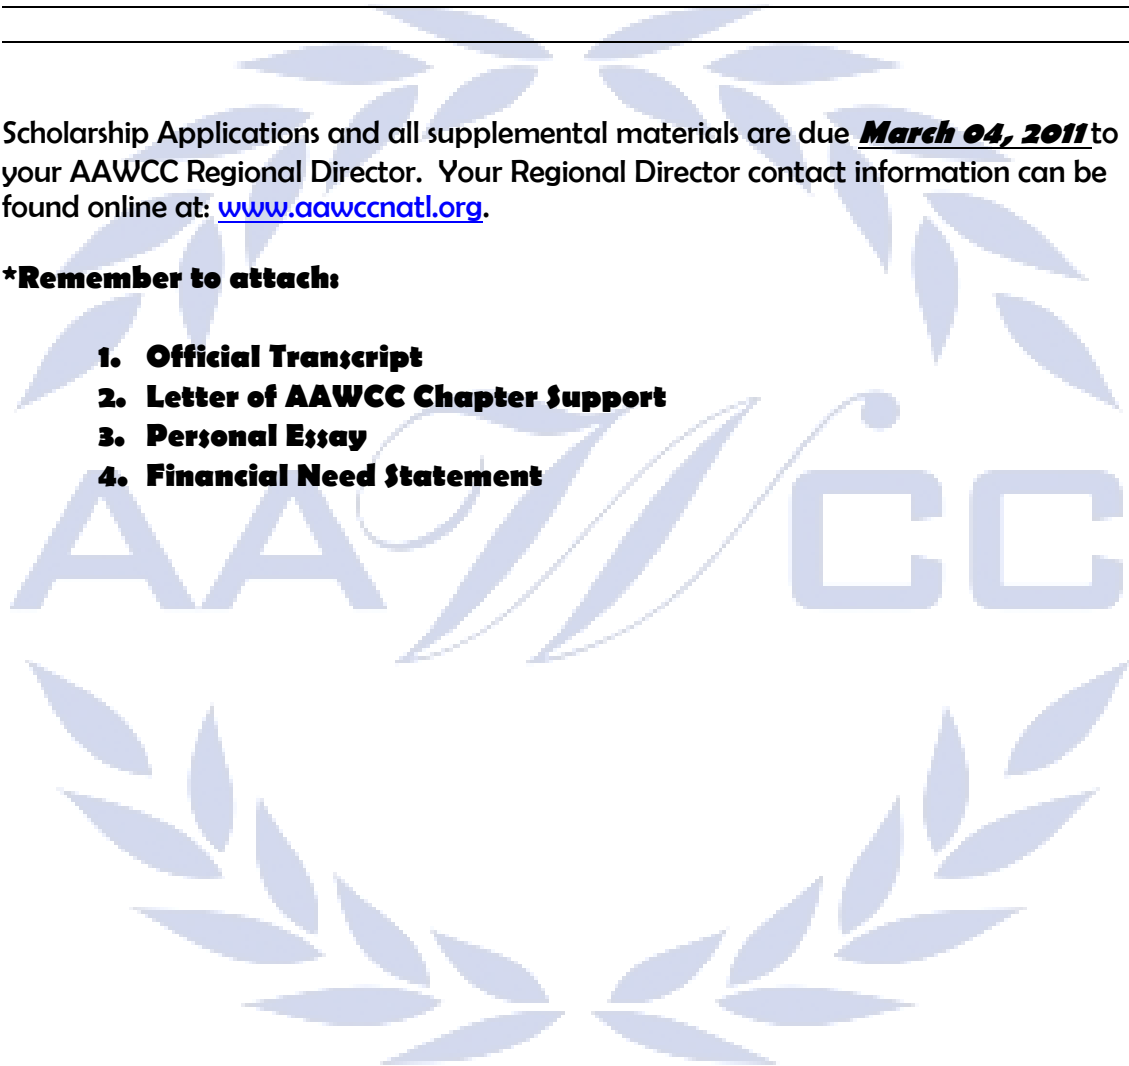 Scholarship Applications and all supplemental materials are due March 04, 2011 to
your AAWCC Regional Director.  Your Regional Director contact information can be
found online at: www.aawccnatl.org.
*Remember to attach:
1. Official Transcript
2. Letter of AAWCC Chapter Support
3. Personal Essay
4. Financial Need Statement
AAWCC